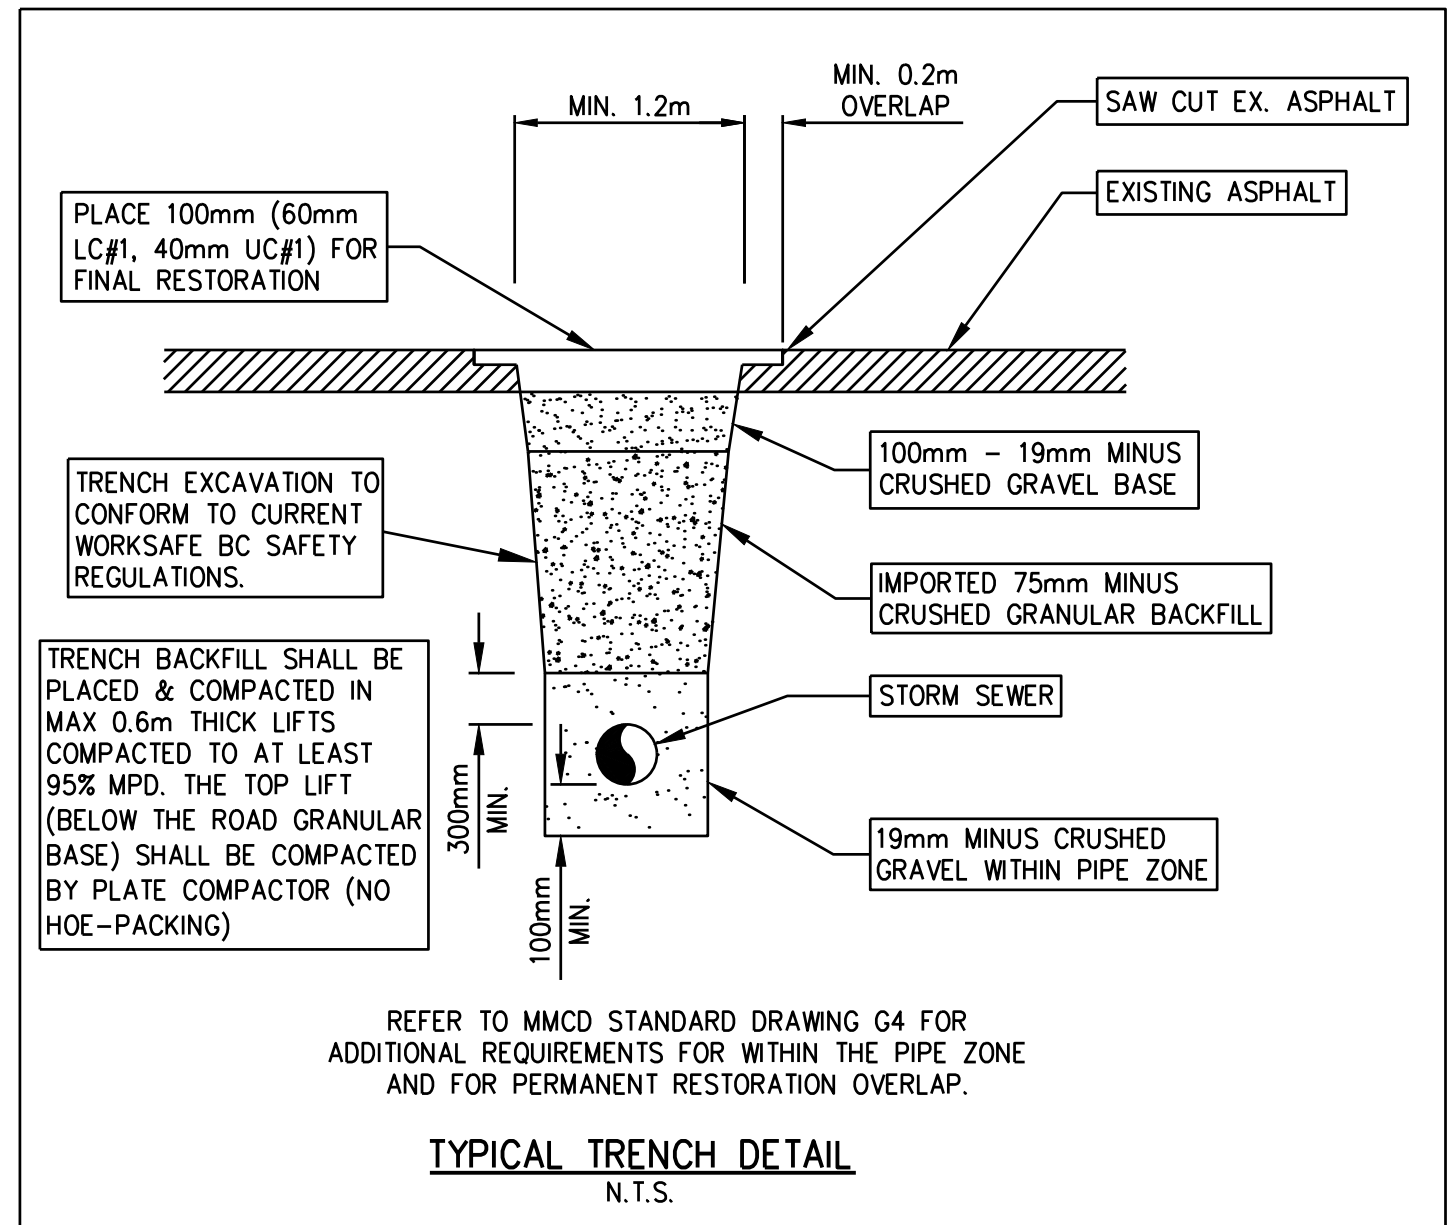 MIN. 0.2m
OVERLAP
MIN. 1.2m
SAW CUT EX. ASPHALT
EXISTING ASPHALT
PLACE 100mm (60mm
LC#1, 40mm UC#1) FOR
FINAL RESTORATION
100mm - 19mm MINUS
CRUSHED GRAVEL BASE
TRENCH EXCAVATION TO
CONFORM TO CURRENT
WORKSAFE BC SAFETY
REGULATIONS.
IMPORTED 75mm MINUS
CRUSHED GRANULAR BACKFILL
TRENCH BACKFILL SHALL BE
PLACED & COMPACTED IN
MAX 0.6m THICK LIFTS
COMPACTED TO AT LEAST
95% MPD. THE TOP LIFT
(BELOW THE ROAD GRANULAR
BASE) SHALL BE COMPACTED
BY PLATE COMPACTOR (NO
HOE-PACKING)
STORM SEWER
300mm
MIN.
19mm MINUS CRUSHED
GRAVEL WITHIN PIPE ZONE
100mm
MIN.
REFER TO MMCD STANDARD DRAWING G4 FOR
ADDITIONAL REQUIREMENTS FOR WITHIN THE PIPE ZONE
AND FOR PERMANENT RESTORATION OVERLAP.
TYPICAL TRENCH DETAIL
N.T.S.